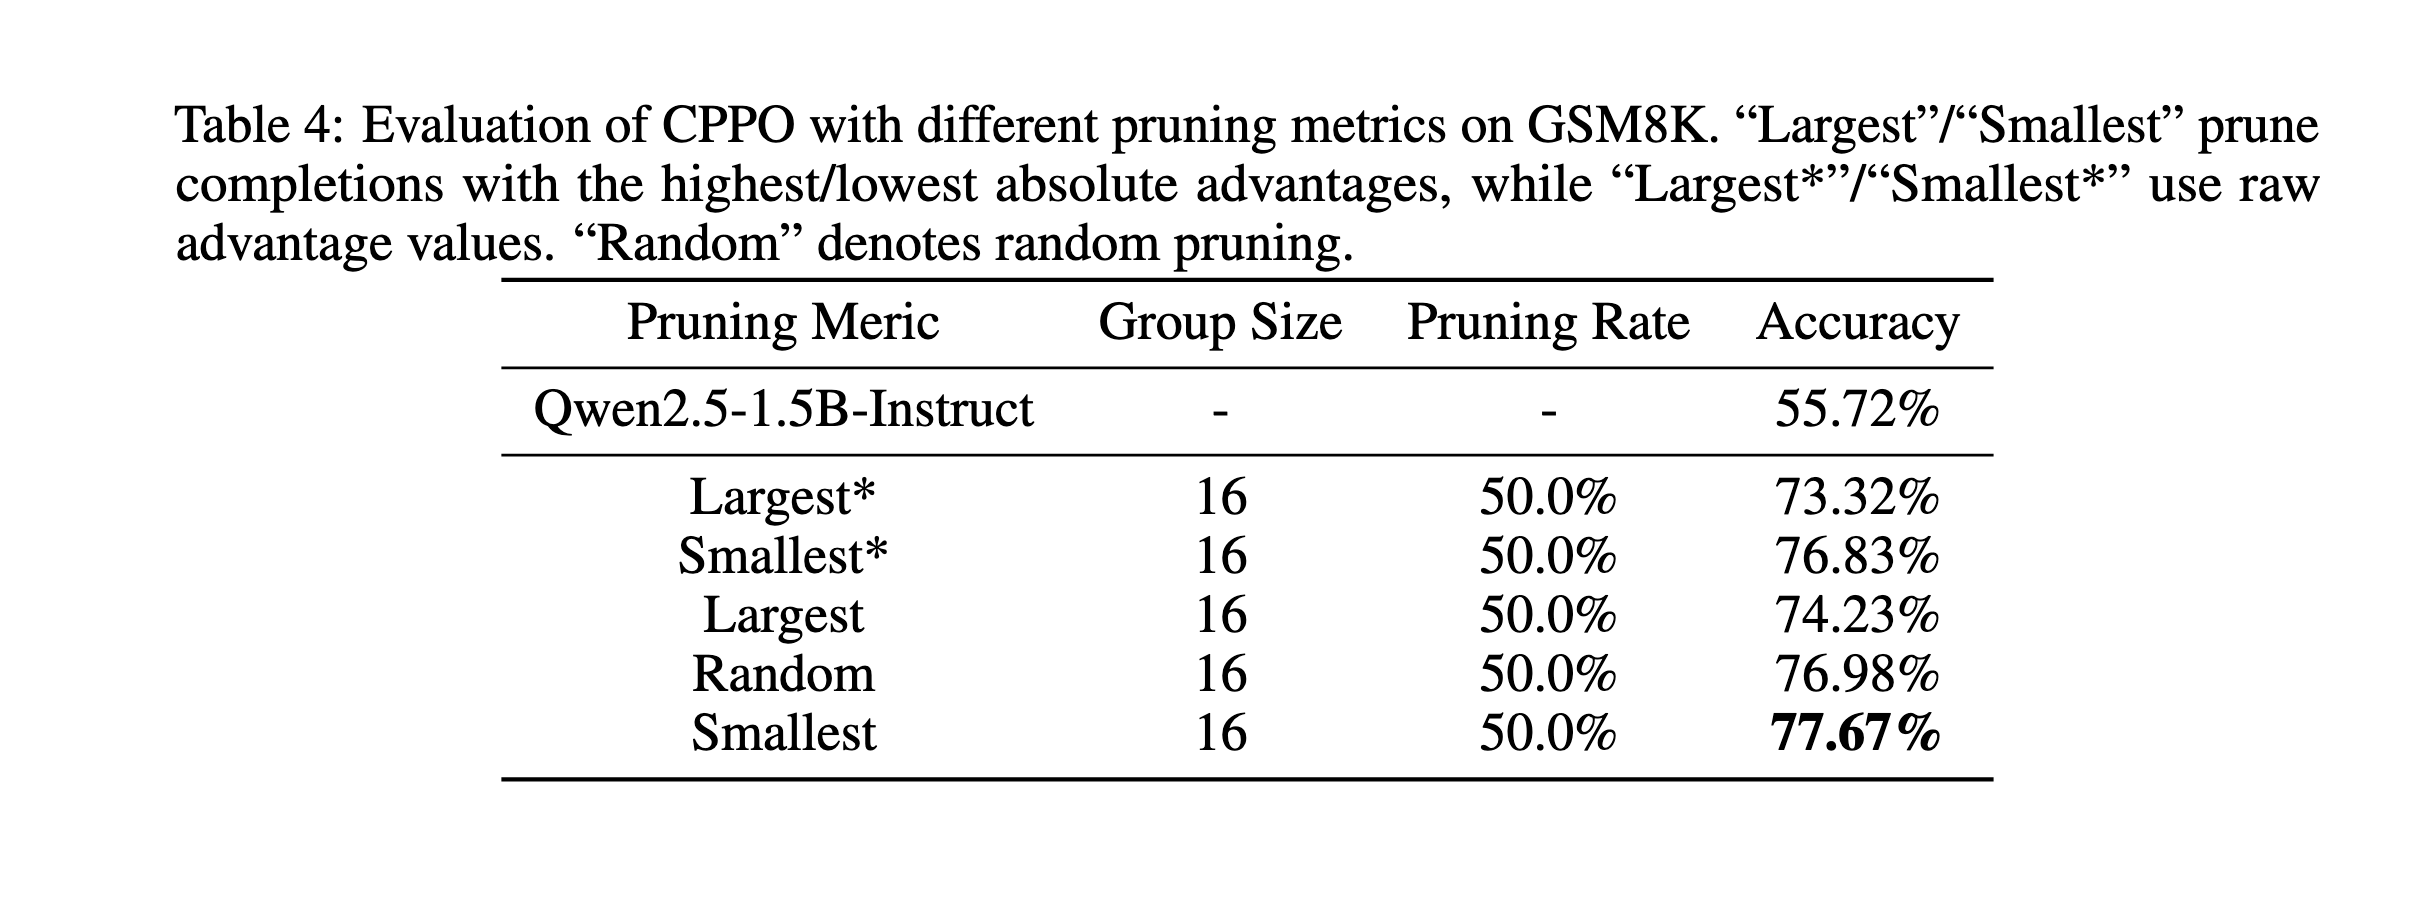 Table 4: Evaluation of CPPO with different pruning metrics on GSM8K. “Largest”/“Smallest” prune
completions with the highest/lowest absolute advantages, while “Largest*”/“Smallest*” use raw
advantage values. “Random” denotes random pruning.
Pruning Meric Group Size Pruning Rate Accuracy
Qwen2.5-1.5B-Instruct - - 55.72%
Largest* 16 50.0% 73.32%
Smallest* 16 50.0% 76.83%
Largest 16 50.0% 74.23%
Random 16 50.0% 76.98%
Smallest 16 50.0% 77.67%